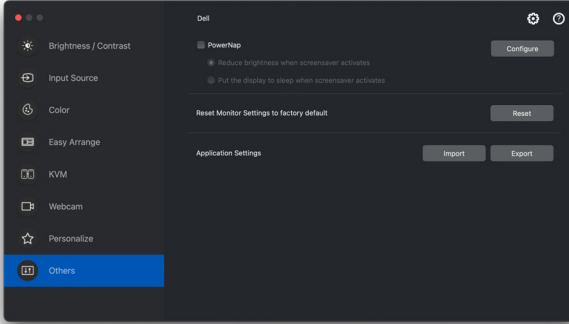 Dell
Brightness / Contrast
Input Source
Color
Easy Arrange
KVM
Webcam
Personalize
Others
PowerNap
Configure
Reduce brightness when screensaver activates
Put the display to sleep when screensaver activates
Reset Monitor Settings to factory default
Reset
Application Settings
Import
Export